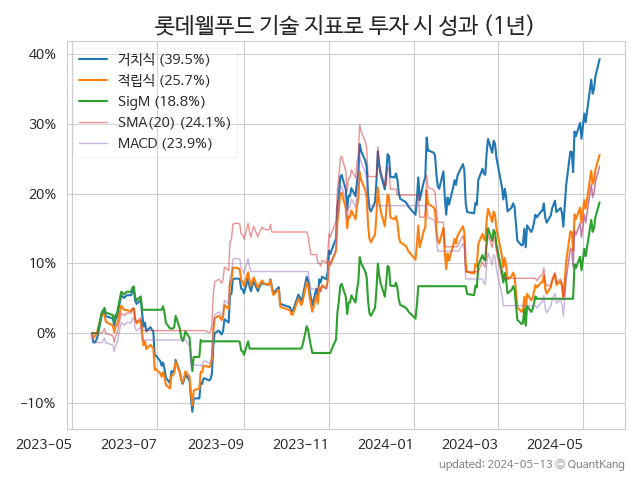 롯데웰푸드 기술 지표로 투자 시 성과 (1년)
40%
30%
20%
10%
0%
−10%
거치식 (39.5%)
적립식 (25.7%)
SigM (18.8%)
SMA(20) (24.1%)
MACD (23.9%)
2023-05 2023-07 2023-09 2023-11 2024-01 2024-03 2024-05
updated: 2024-05-13 ⓒ QuantKang